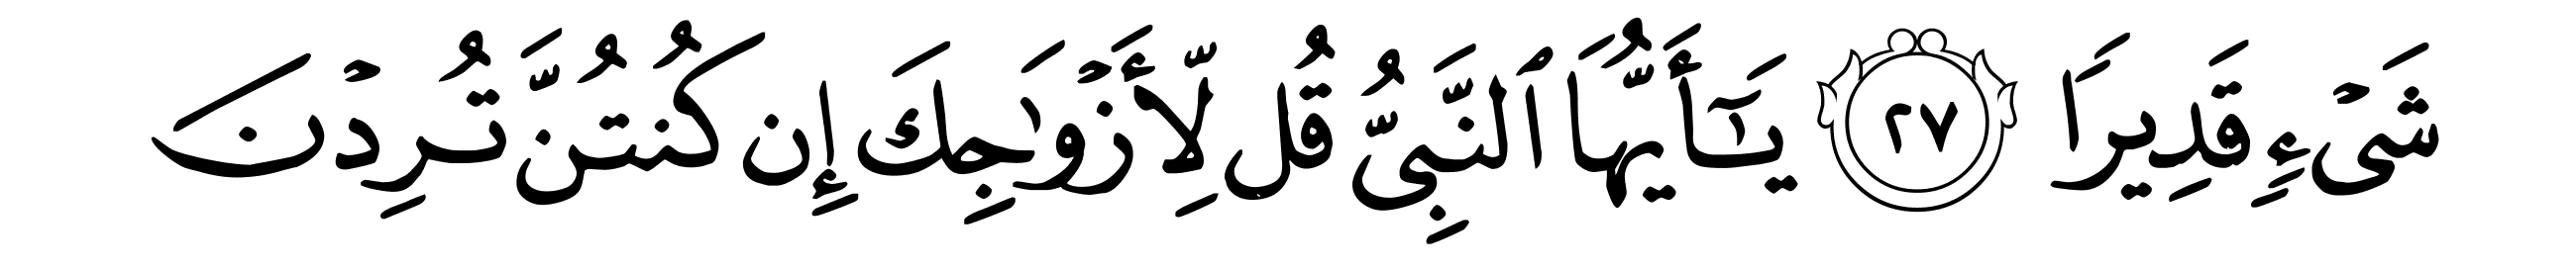 شَىْءٍ قَدِيرًا ٢٧ يَـٰٓأَيُّهَا ٱلنَّبِىُّ قُل لِّأَزْوَٰجِكَ إِن كُنتُنَّ تُرِدْنَ